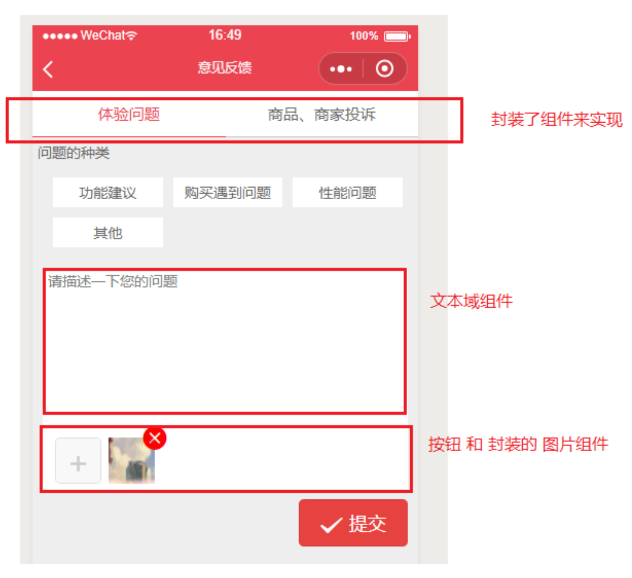 ●●●●● WeChat 16:49 100%
意见反馈
体验问题 商品、商家投诉
封装了组件来实现
问题的种类
功能建议 购买遇到问题 性能问题
其他
请描述一下您的问题
文本域组件
按钮 和 封装的 图片组件
提交